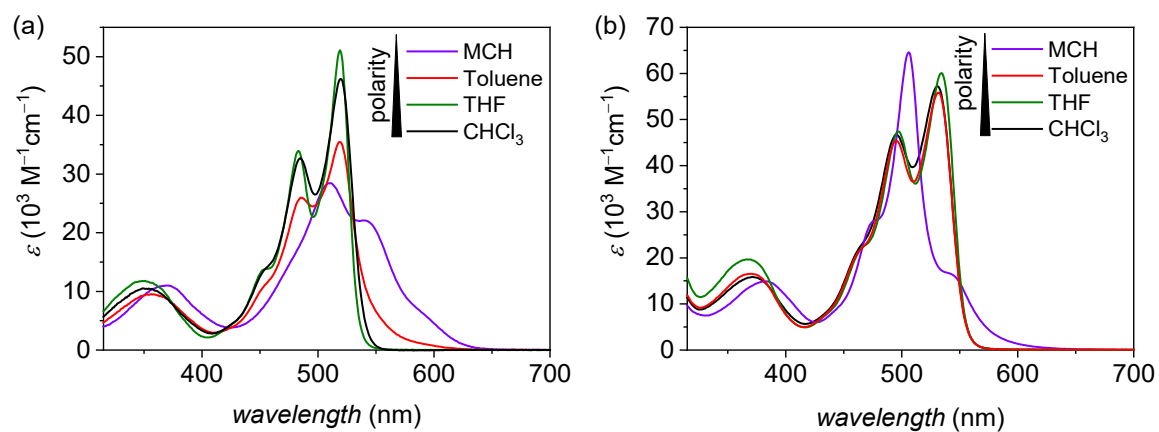 (a)
ε (10³ M⁻¹cm⁻¹)
50
40
30
20
10
0
polarity
MCH
Toluene
THF
CHCl₃
400
500
600
700
wavelength (nm)
(b)
ε (10³ M⁻¹cm⁻¹)
70
60
50
40
30
20
10
0
polarity
MCH
Toluene
THF
CHCl₃
400
500
600
700
wavelength (nm)